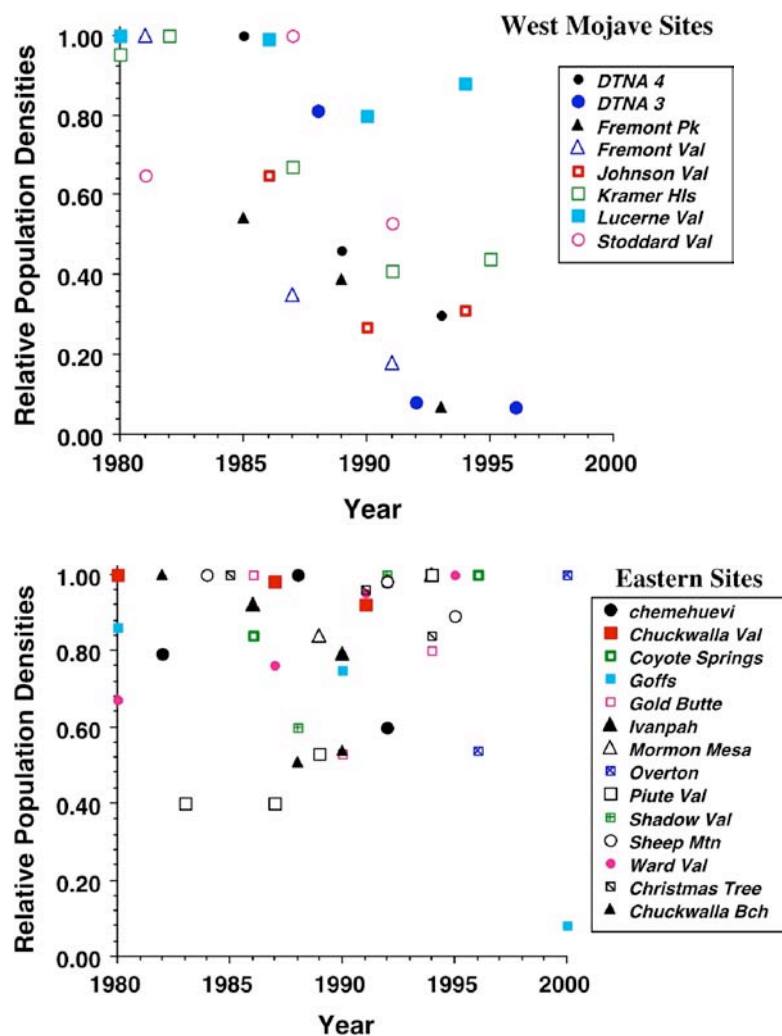 West Mojave Sites
Relative Population Densities
1.00
0.80
0.60
0.40
0.20
0.00
1980 1985 1990 1995 2000
Year
DTNA 4
DTNA 3
Fremont Pk
Fremont Val
Johnson Val
Kramer Hls
Lucerne Val
Stoddard Val
Eastern Sites
Relative Population Densities
1.00
0.80
0.60
0.40
0.20
0.00
1980 1985 1990 1995 2000
Year
chemehuevi
Chuckwalla Val
Coyote Springs
Goffs
Gold Butte
Ivanpah
Mormon Mesa
Overton
Piute Val
Shadow Val
Sheep Mtn
Ward Val
Christmas Tree
Chuckwalla Bch